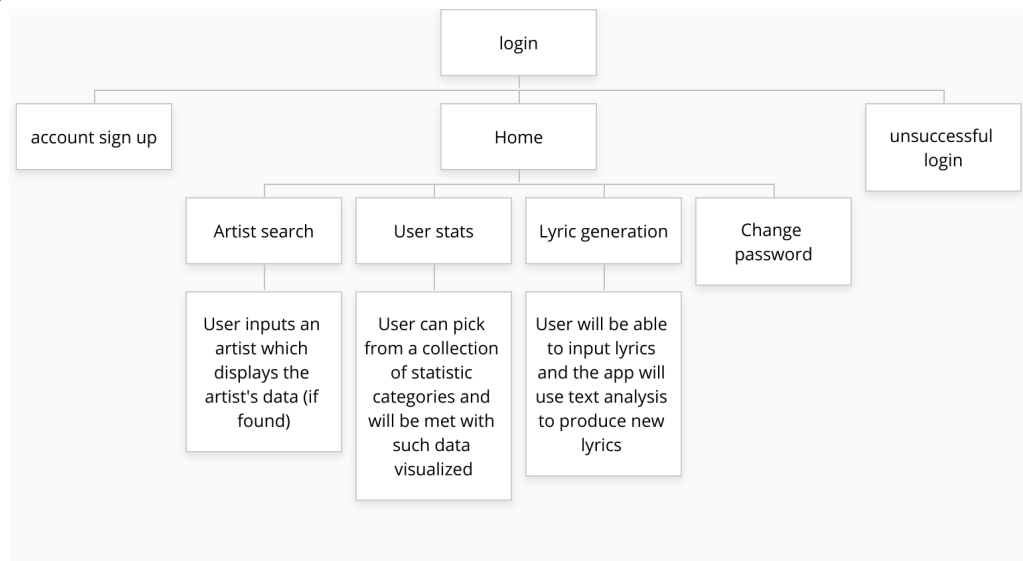 login
account sign up
Home
unsuccessful
login
Artist search
User stats
Lyric generation
Change
password
User inputs an
artist which
displays the
artist's data (if
found)
User can pick
from a collection
of statistic
categories and
will be met with
such data
visualized
User will be able
to input lyrics
and the app will
use text analysis
to produce new
lyrics